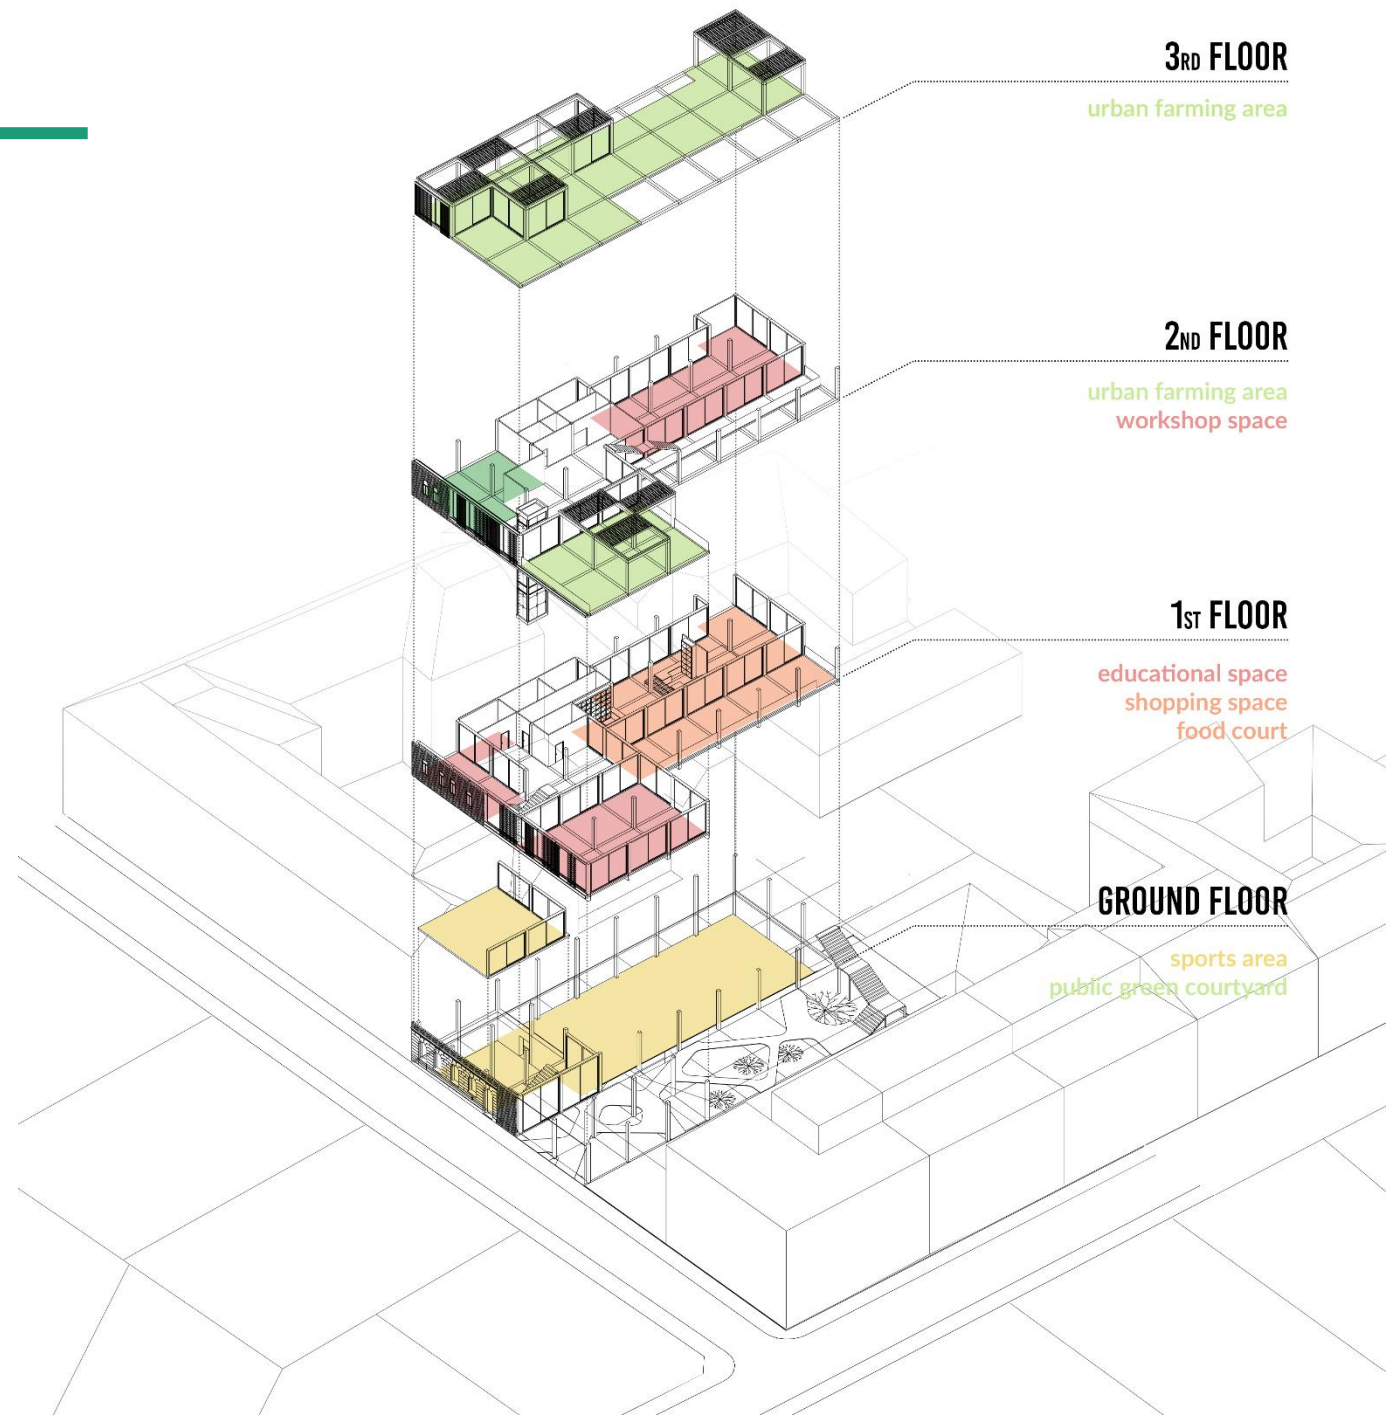 3RD FLOOR
urban farming area
2ND FLOOR
urban farming area
workshop space
1ST FLOOR
educational space
shopping space
food court
GROUND FLOOR
sports area
public green courtyard